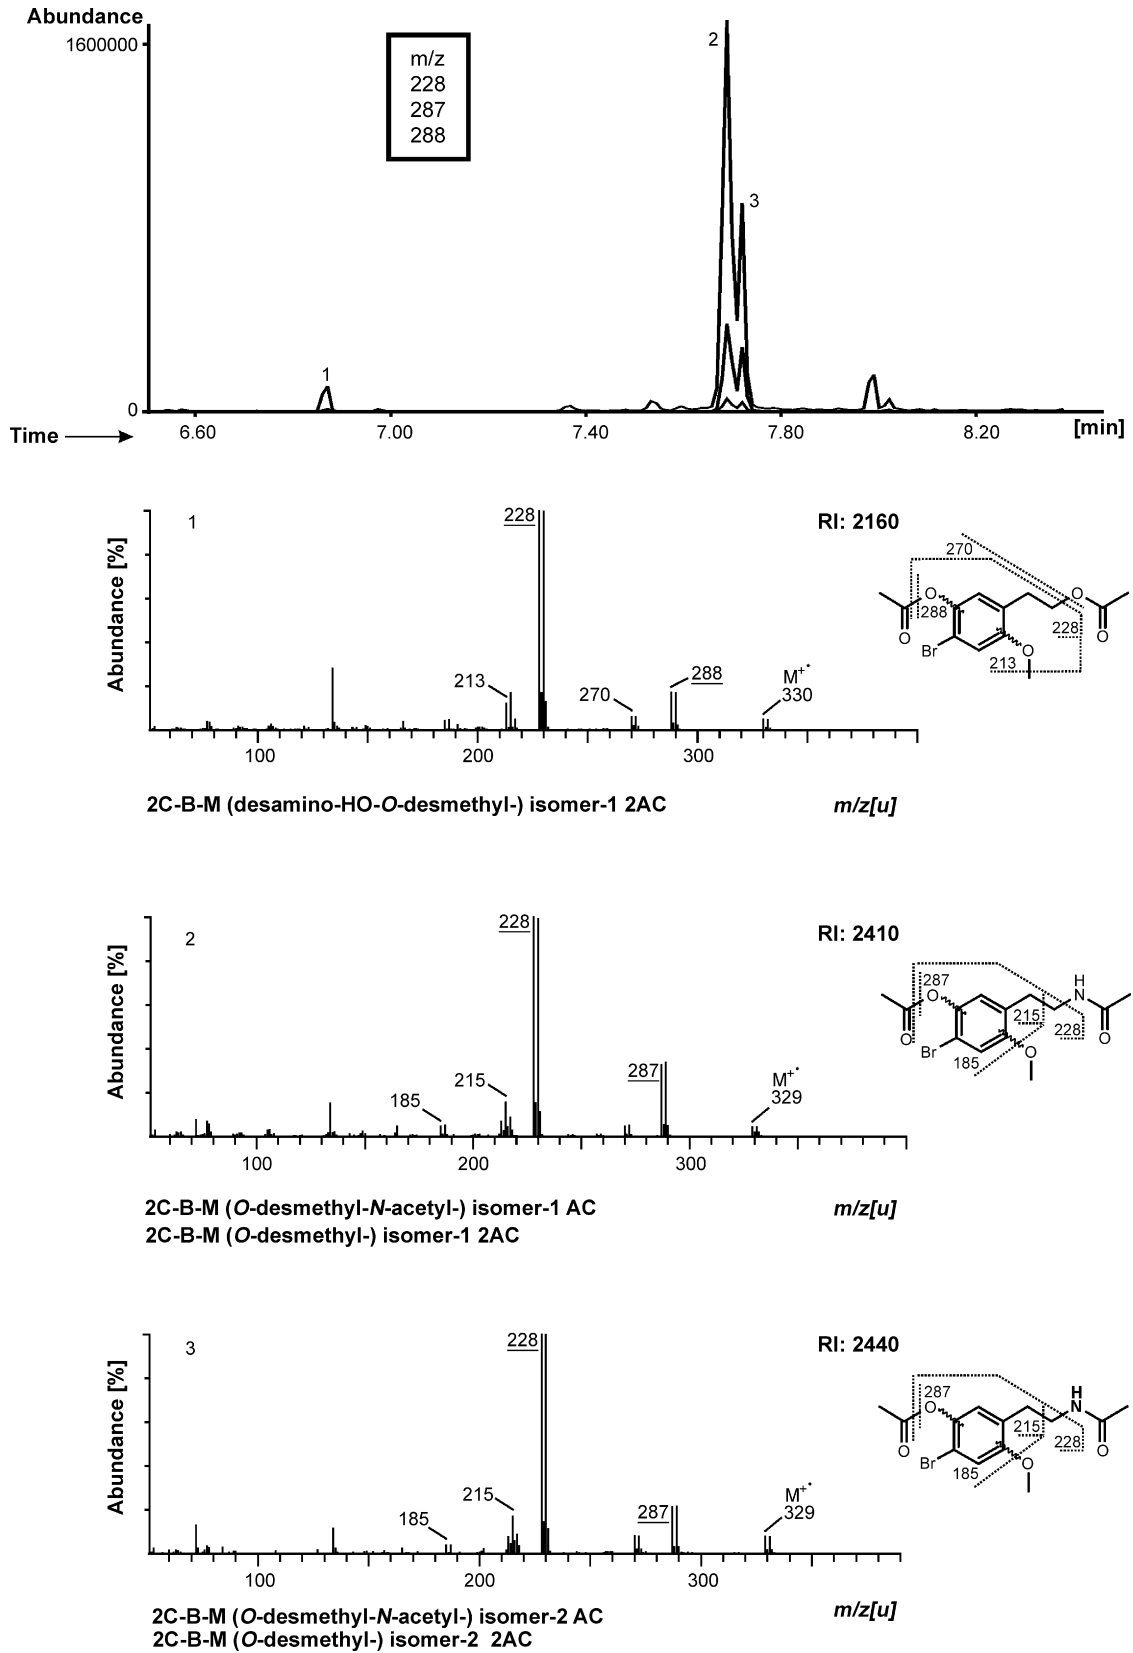 Abundance
1600000
m/z
228
287
288
2
3
1
0
Time
6.60 7.00 7.40 7.80 8.20 [min]
1
RI: 2160
Abundance [%]
228
213
270
288
M+•
330
100 200 300
270
O
O
288
O
228
O
Br
O
213
2C-B-M (desamino-HO-O-desmethyl-) isomer-1 2AC
m/z[u]
2
RI: 2410
Abundance [%]
228
185
215
287
M+•
329
100 200 300
287
H
N
O
O
215
228
O
Br
O
185
2C-B-M (O-desmethyl-N-acetyl-) isomer-1 AC
2C-B-M (O-desmethyl-) isomer-1 2AC
m/z[u]
3
RI: 2440
Abundance [%]
228
185
215
287
M+•
329
100 200 300
287
H
N
O
O
215
228
O
Br
O
185
2C-B-M (O-desmethyl-N-acetyl-) isomer-2 AC
2C-B-M (O-desmethyl-) isomer-2 2AC
m/z[u]